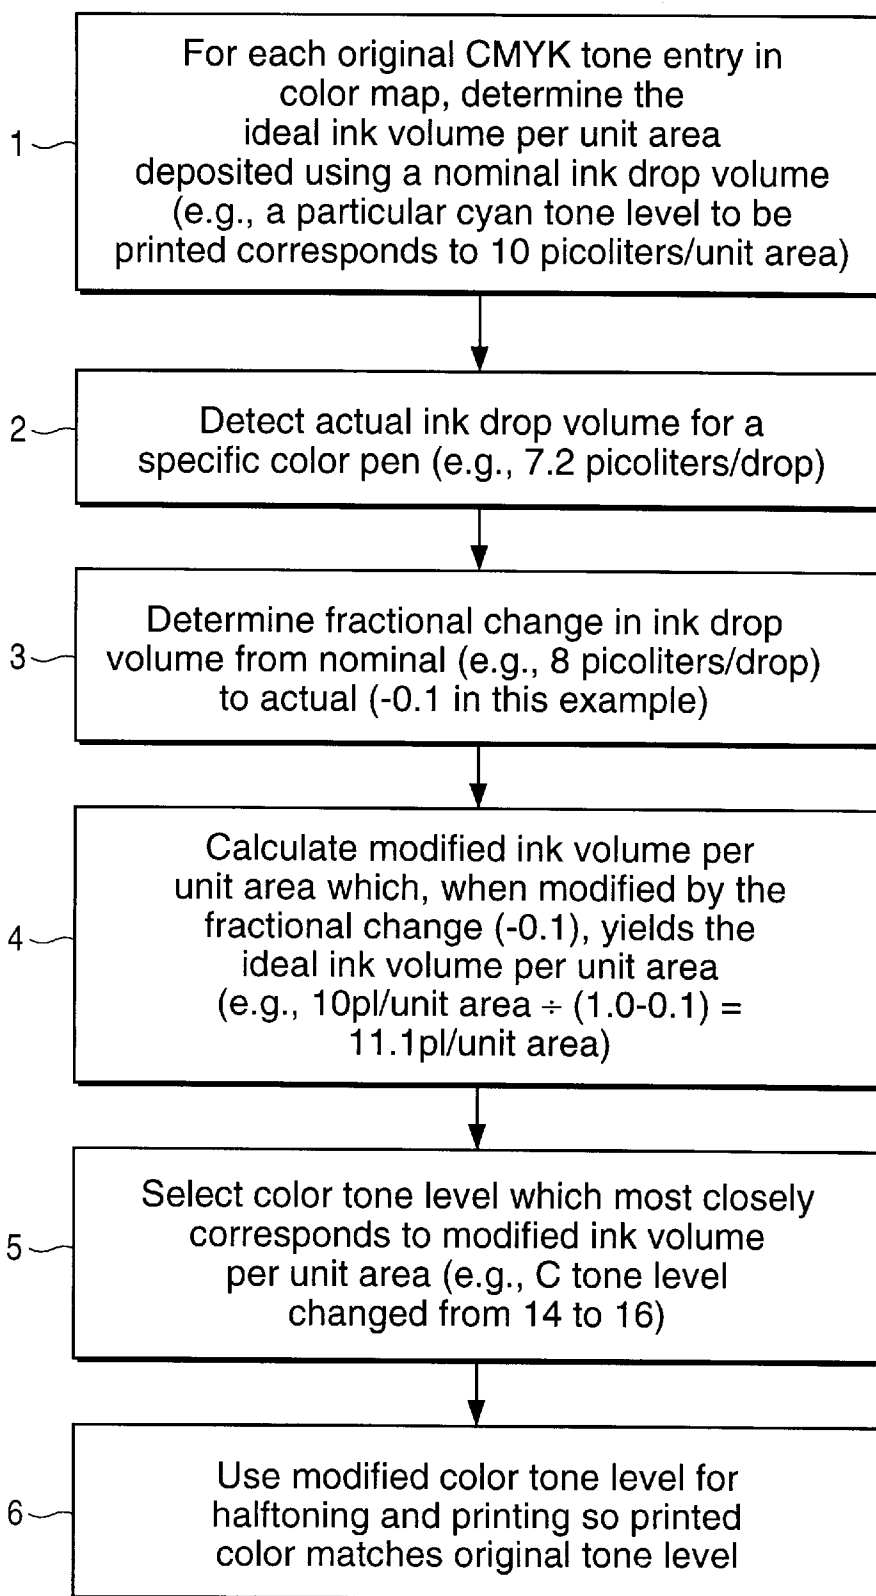 For each original CMYK tone entry in
color map, determine the
ideal ink volume per unit area
deposited using a nominal ink drop volume
(e.g., a particular cyan tone level to be
printed corresponds to 10 picoliters/unit area)
1
Detect actual ink drop volume for a
specific color pen (e.g., 7.2 picoliters/drop)
2
Determine fractional change in ink drop
volume from nominal (e.g., 8 picoliters/drop)
to actual (-0.1 in this example)
3
Calculate modified ink volume per
unit area which, when modified by the
fractional change (-0.1), yields the
ideal ink volume per unit area
(e.g., 10pl/unit area ÷ (1.0-0.1) =
11.1pl/unit area)
4
Select color tone level which most closely
corresponds to modified ink volume
per unit area (e.g., C tone level
changed from 14 to 16)
5
Use modified color tone level for
halftoning and printing so printed
color matches original tone level
6